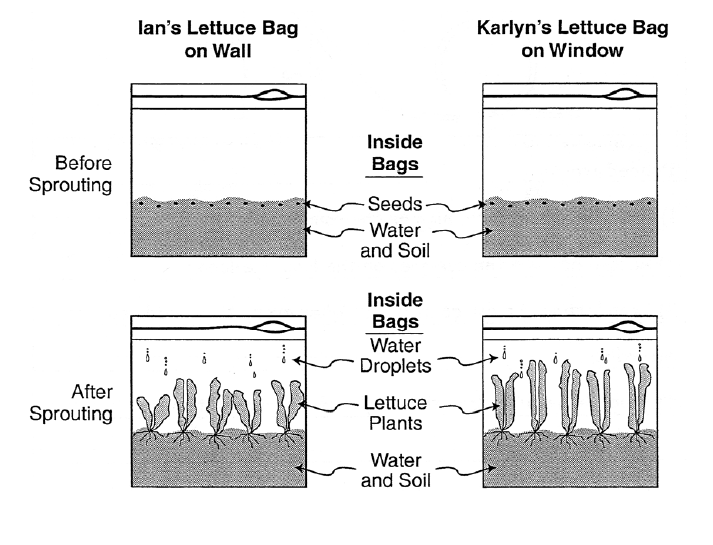 Ian's Lettuce Bag
on Wall
Karlyn's Lettuce Bag
on Window
Before
Sprouting
Inside
Bags
Seeds
Water
and Soil
After
Sprouting
Inside
Bags
Water
Droplets
Lettuce
Plants
Water
and Soil